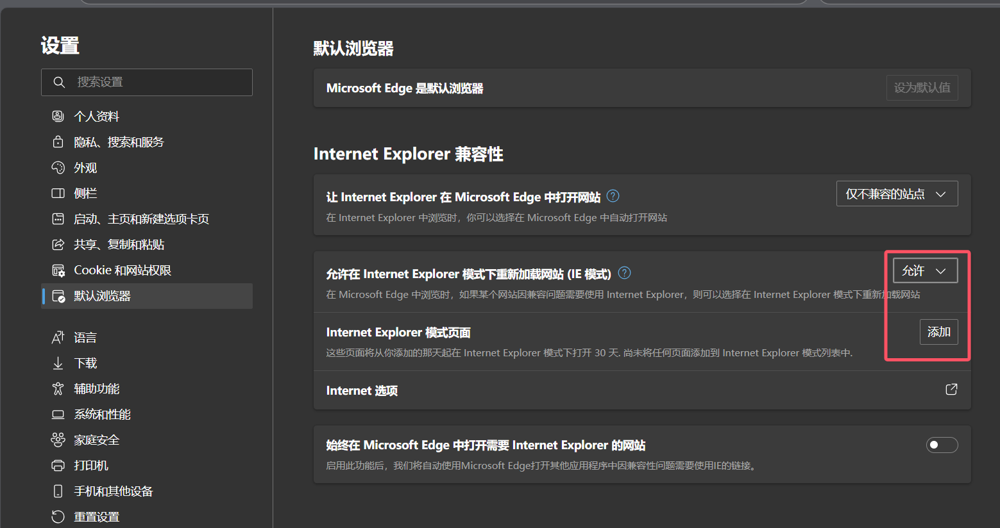 设置
搜索设置
个人资料
隐私、搜索和服务
外观
侧栏
启动、主页和新建选项卡页
共享、复制和粘贴
Cookie 和网站权限
默认浏览器
语言
下载
辅助功能
系统和性能
家庭安全
打印机
手机和其他设备
重置设置
默认浏览器
Microsoft Edge 是默认浏览器
设为默认值
Internet Explorer 兼容性
让 Internet Explorer 在 Microsoft Edge 中打开网站
仅不兼容的站点
在 Internet Explorer 中浏览时，你可以选择在 Microsoft Edge 中自动打开网站
允许在 Internet Explorer 模式下重新加载网站 (IE 模式)
允许
在 Microsoft Edge 中浏览时，如果某个网站因兼容问题需要使用 Internet Explorer，则可以选择在 Internet Explorer 模式下重新加载网站
Internet Explorer 模式页面
添加
这些页面将从你添加的那天起在 Internet Explorer 模式下打开 30 天. 尚未将任何页面添加到 Internet Explorer 模式列表中.
Internet 选项
始终在 Microsoft Edge 中打开需要 Internet Explorer 的网站
启用此功能后，我们将自动使用Microsoft Edge打开其他应用程序中因兼容性问题需要使用IE的链接。